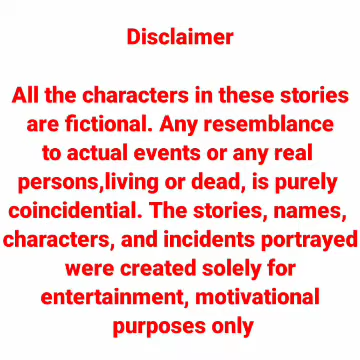 Disclaimer
All the characters in these stories
are fictional. Any resemblance
to actual events or any real
persons,living or dead, is purely
coincidential. The stories, names,
characters, and incidents portrayed
were created solely for
entertainment, motivational
purposes only